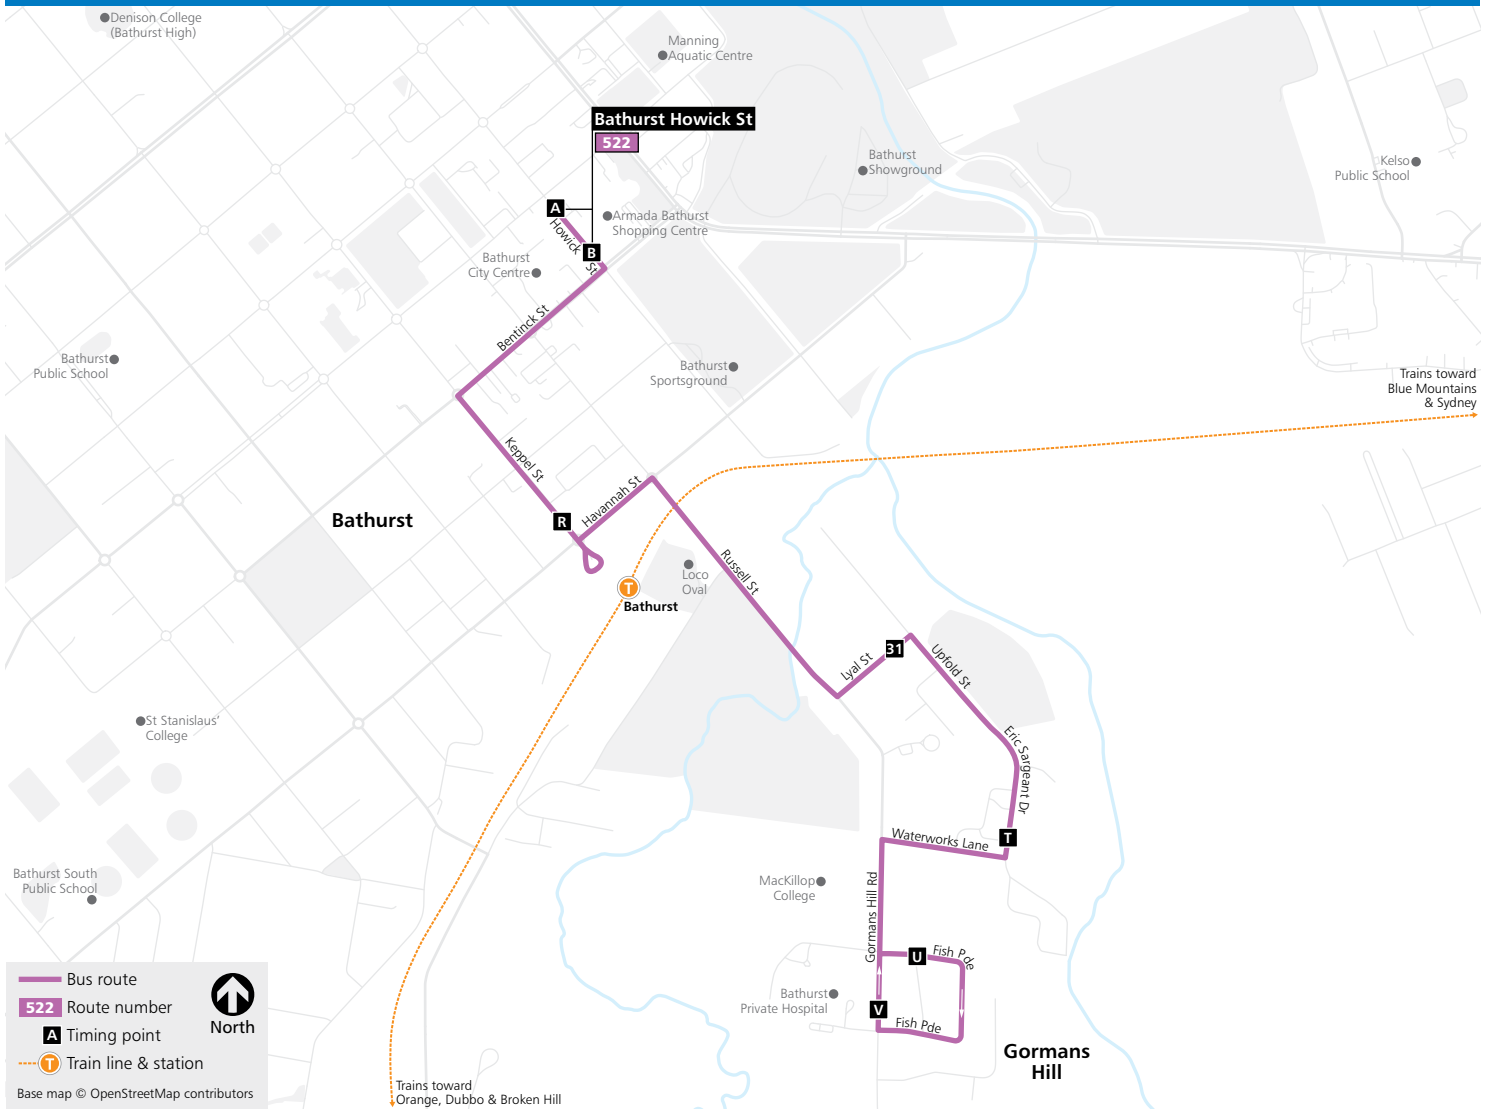 Denison College
(Bathurst High)
Manning
Aquatic Centre
Bathurst Howick St
522
Bathurst
Showground
Kelso
Public School
A
Howick St
B
Armada Bathurst
Shopping Centre
Bathurst
City Centre
Bentinck St
Bathurst
Public School
Bathurst
Sportsground
Trains toward
Blue Mountains
& Sydney
Keppel St
Havannah St
R
Bathurst
Loco
Oval
Russell St
T
Bathurst
Lyal St
31
Upfold St
St Stanislaus'
College
Eric Sargeant Dr
T
Waterworks Lane
Bathurst South
Public School
MacKillop
College
Gormans Hill Rd
U
Fish Pde
Bathurst
Private Hospital
V
Fish Pde
Gormans
Hill
Bus route
522 Route number
A Timing point
T Train line & station
North
Base map © OpenStreetMap contributors
Trains toward
Orange, Dubbo & Broken Hill